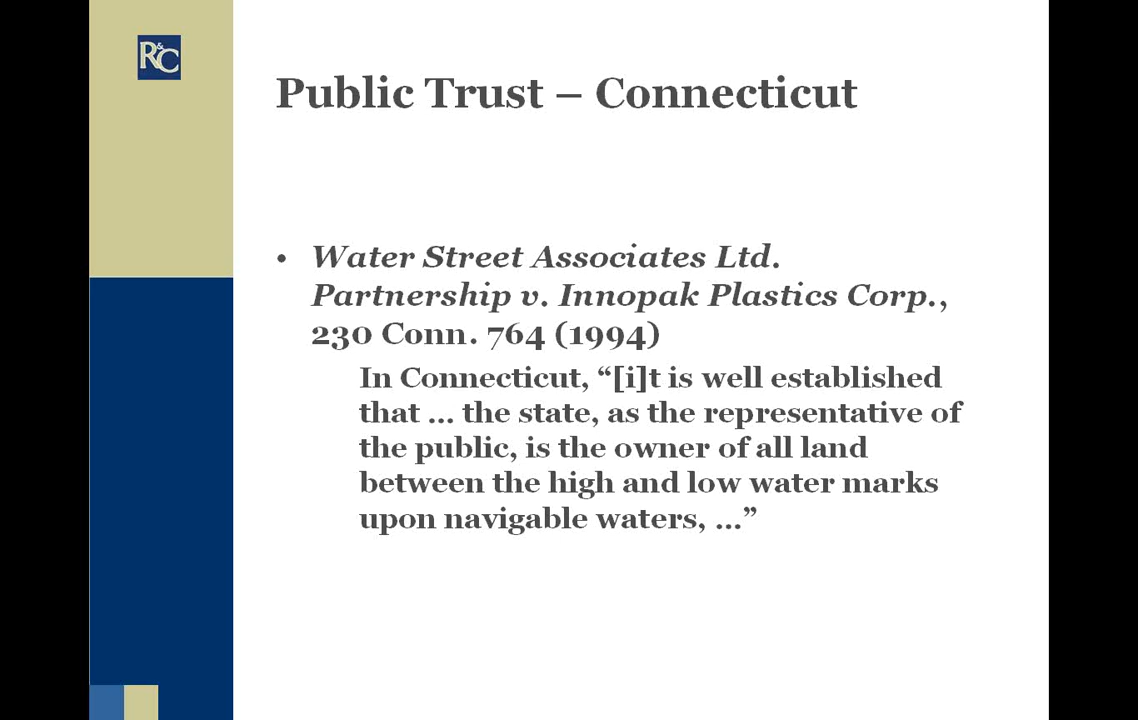 R&C
Public Trust – Connecticut
• Water Street Associates Ltd.
Partnership v. Innopak Plastics Corp.,
230 Conn. 764 (1994)
In Connecticut, “[i]t is well established
that … the state, as the representative of
the public, is the owner of all land
between the high and low water marks
upon navigable waters, …”